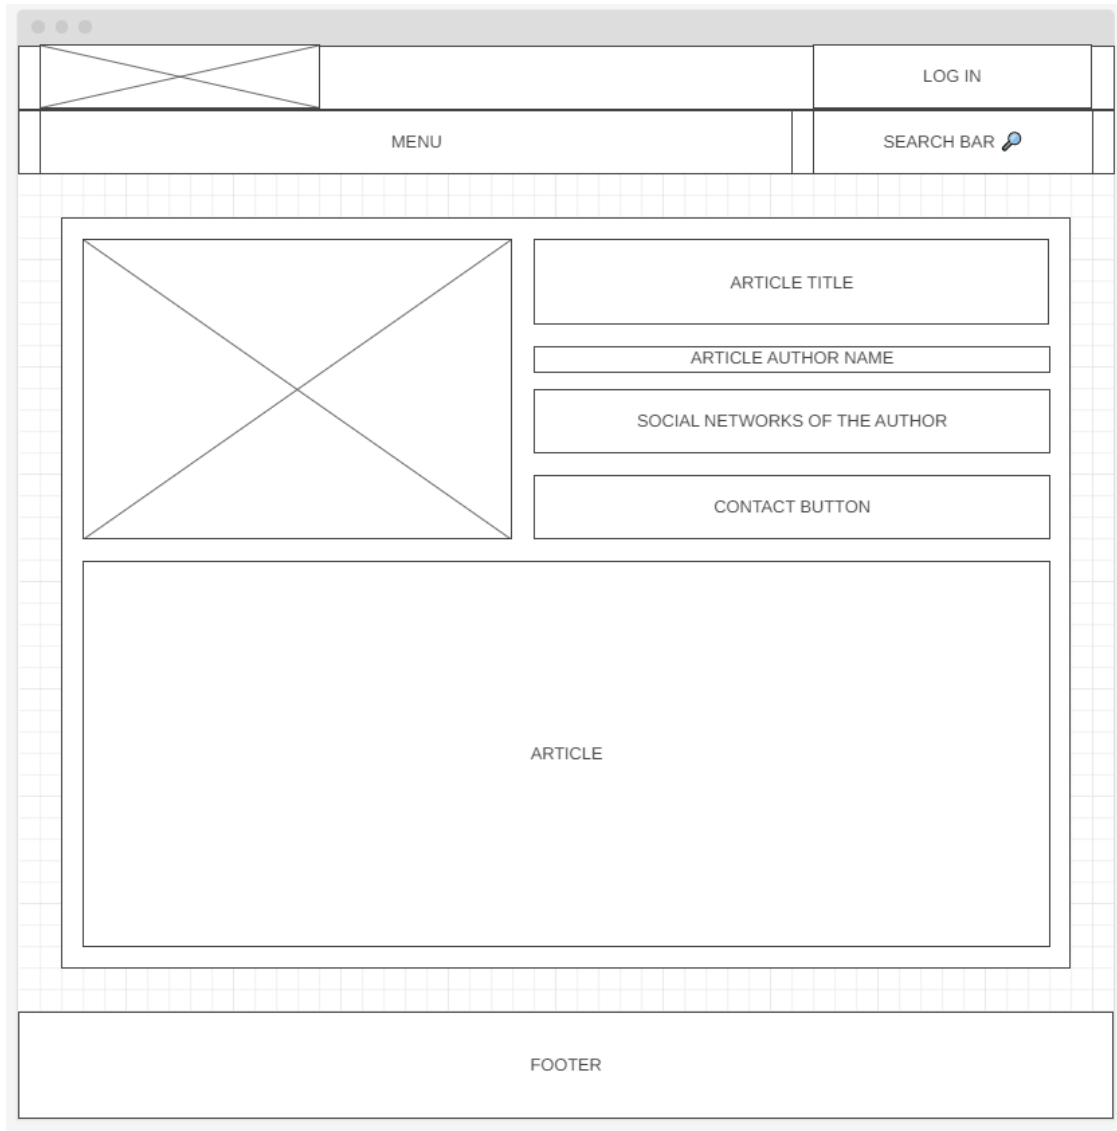 LOG IN
MENU
SEARCH BAR 🔎
ARTICLE TITLE
ARTICLE AUTHOR NAME
SOCIAL NETWORKS OF THE AUTHOR
CONTACT BUTTON
ARTICLE
FOOTER